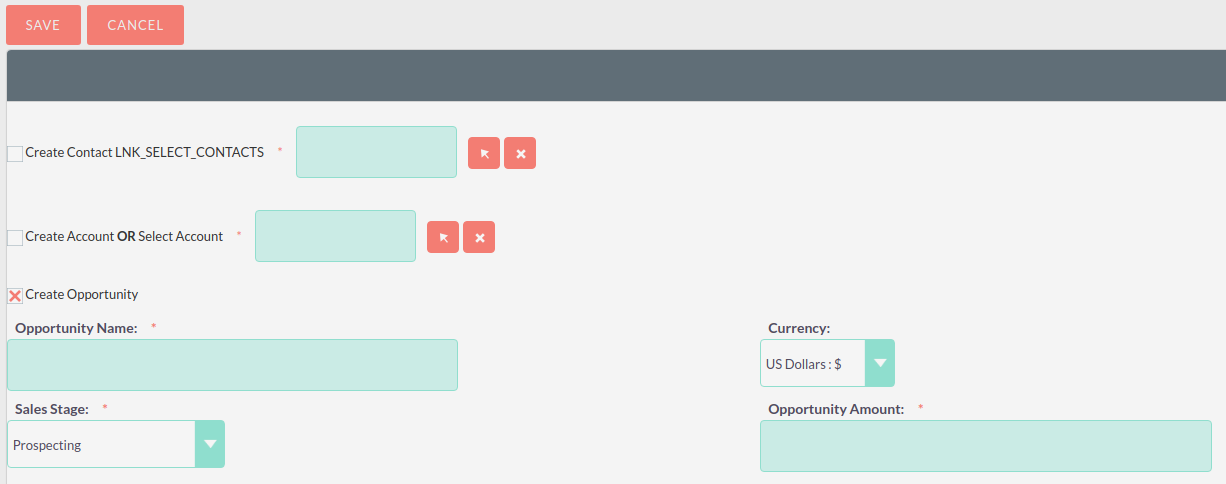 SAVE CANCEL
Create Contact LNK_SELECT_CONTACTS *
Create Account OR Select Account *
Create Opportunity
Opportunity Name: * Currency:
US Dollars : $
Sales Stage: * Opportunity Amount: *
Prospecting